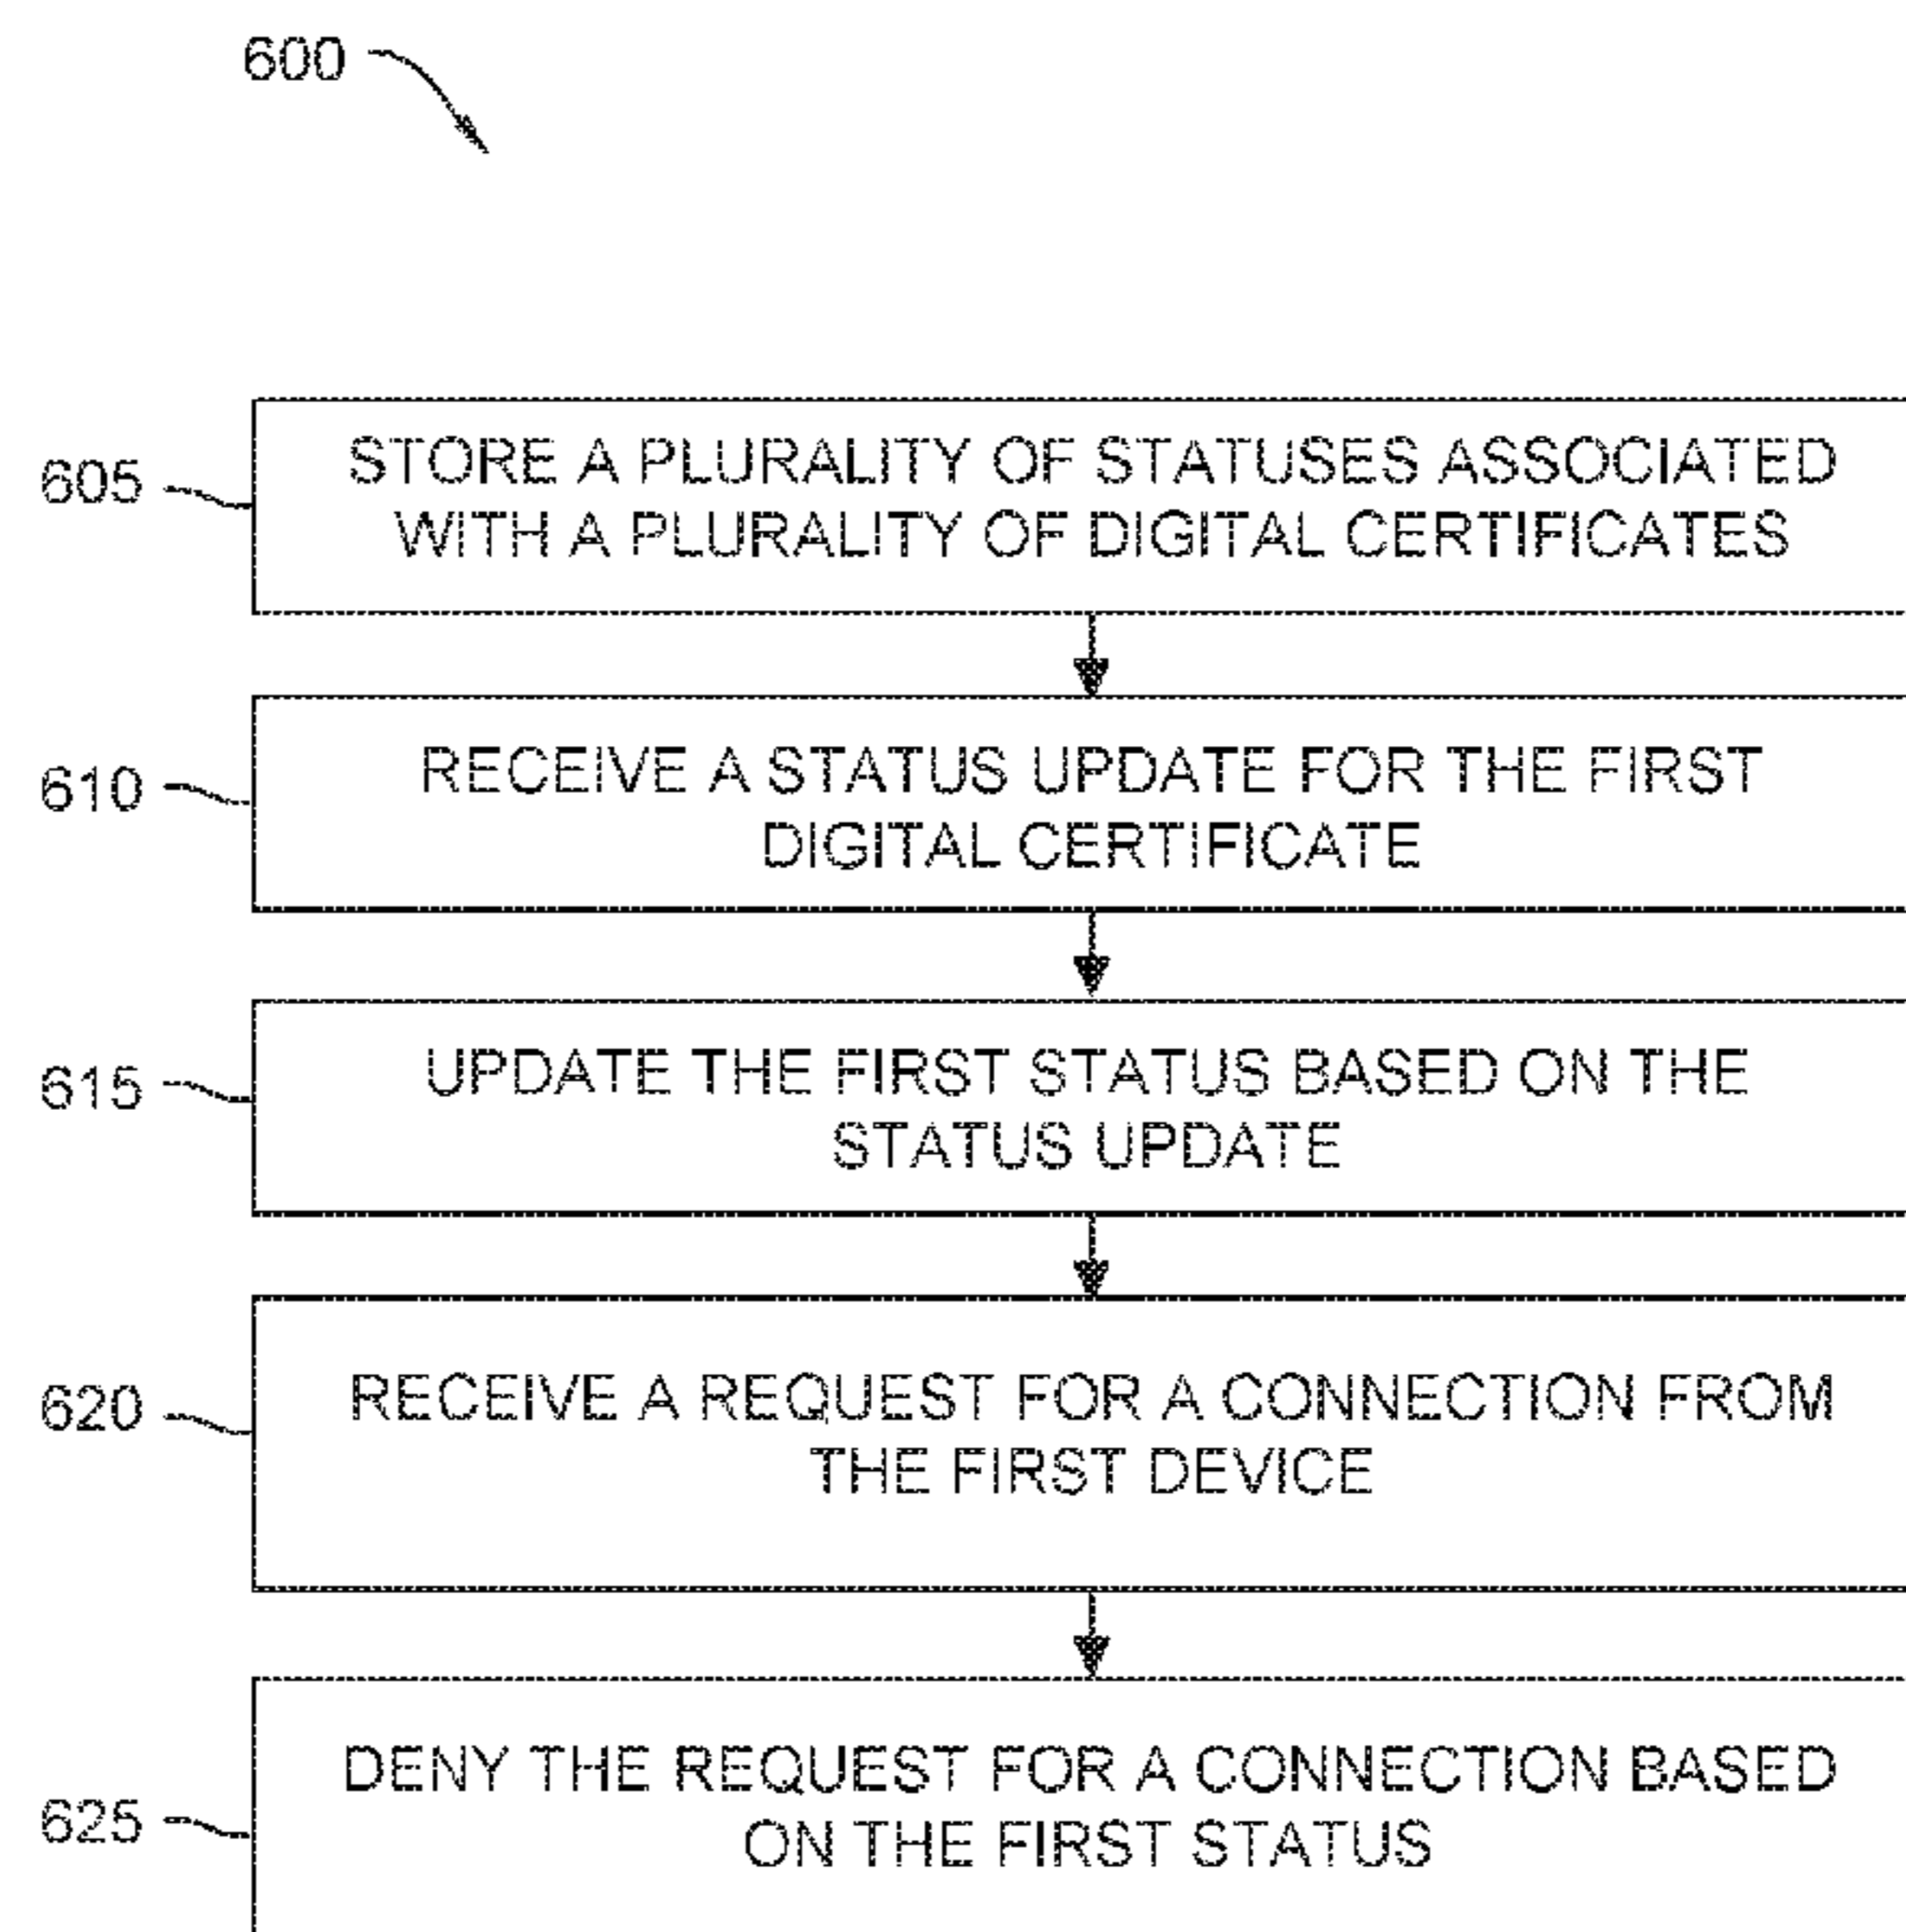 600
605
STORE A PLURALITY OF STATUSES ASSOCIATED
WITH A PLURALITY OF DIGITAL CERTIFICATES
610
RECEIVE A STATUS UPDATE FOR THE FIRST
DIGITAL CERTIFICATE
615
UPDATE THE FIRST STATUS BASED ON THE
STATUS UPDATE
620
RECEIVE A REQUEST FOR A CONNECTION FROM
THE FIRST DEVICE
625
DENY THE REQUEST FOR A CONNECTION BASED
ON THE FIRST STATUS